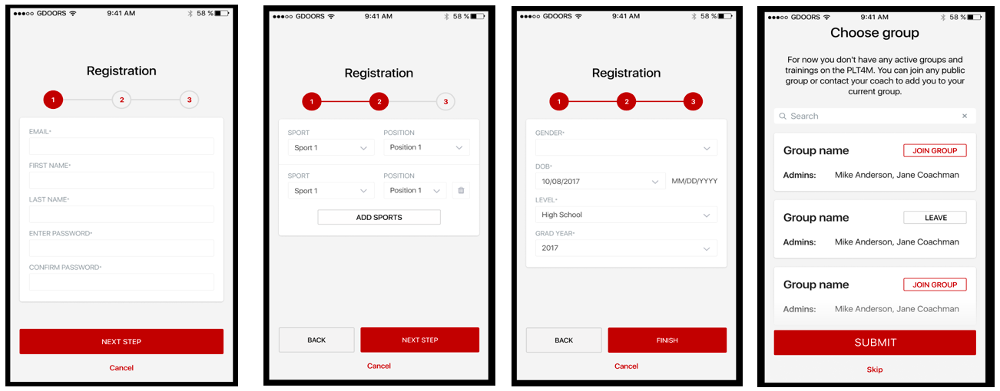 ●●●○○ GDOORS 9:41 AM 58 %
Registration
1 2 3
EMAIL*
FIRST NAME*
LAST NAME*
ENTER PASSWORD*
CONFIRM PASSWORD*
NEXT STEP
Cancel
●●●○○ GDOORS 9:41 AM 58 %
Registration
1 2 3
SPORT POSITION
Sport 1 Position 1
SPORT POSITION
Sport 1 Position 1
ADD SPORTS
BACK NEXT STEP
Cancel
●●●○○ GDOORS 9:41 AM 58 %
Registration
1 2 3
GENDER*
DOB*
10/08/2017 MM/DD/YYYY
LEVEL*
High School
GRAD YEAR*
2017
BACK FINISH
Cancel
●●●○○ GDOORS 9:41 AM 58 %
Choose group
For now you don't have any active groups and
trainings on the PLT4M. You can join any public
group or contact your coach to add you to your
current group.
Search ×
Group name JOIN GROUP
Admins: Mike Anderson, Jane Coachman
Group name LEAVE
Admins: Mike Anderson, Jane Coachman
Group name JOIN GROUP
Admins: Mike Anderson, Jane Coachman
SUBMIT
Skip